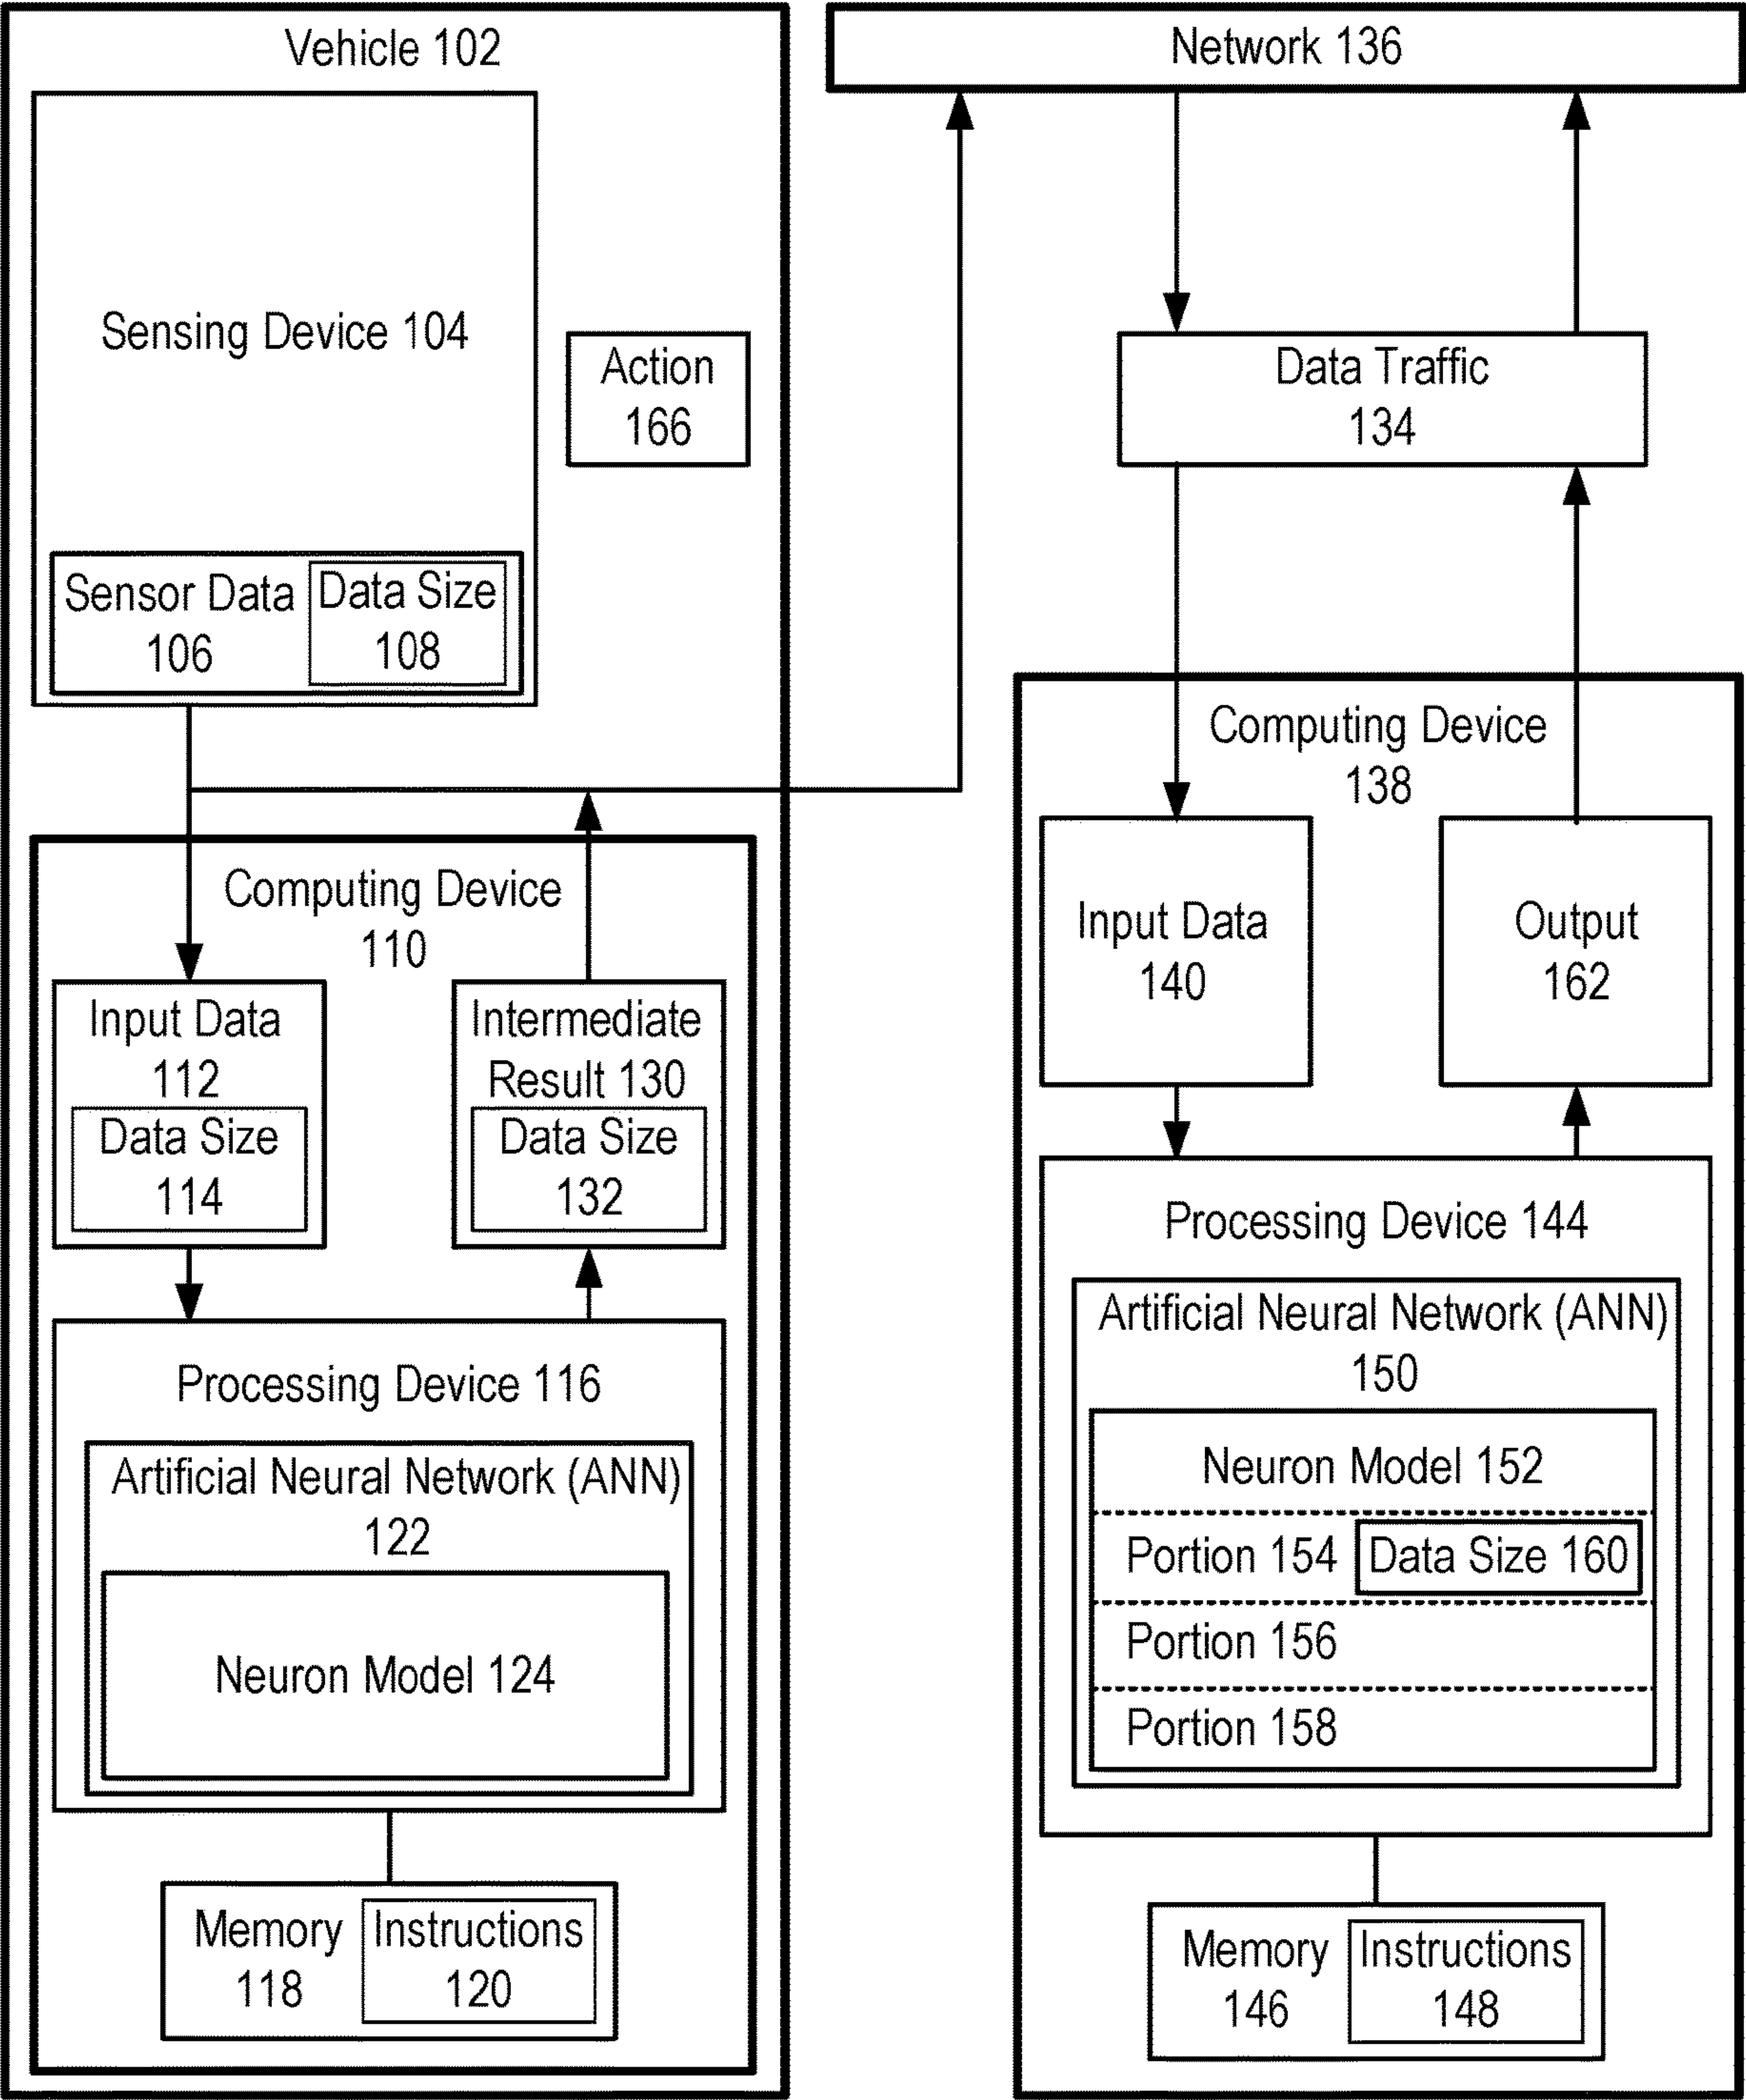 Vehicle 102
Sensing Device 104
Action
166
Sensor Data
106
Data Size
108
Computing Device
110
Input Data
112
Data Size
114
Intermediate
Result 130
Data Size
132
Processing Device 116
Artificial Neural Network (ANN)
122
Neuron Model 124
Memory
118
Instructions
120
Network 136
Data Traffic
134
Computing Device
138
Input Data
140
Output
162
Processing Device 144
Artificial Neural Network (ANN)
150
Neuron Model 152
Portion 154
Data Size 160
Portion 156
Portion 158
Memory
146
Instructions
148